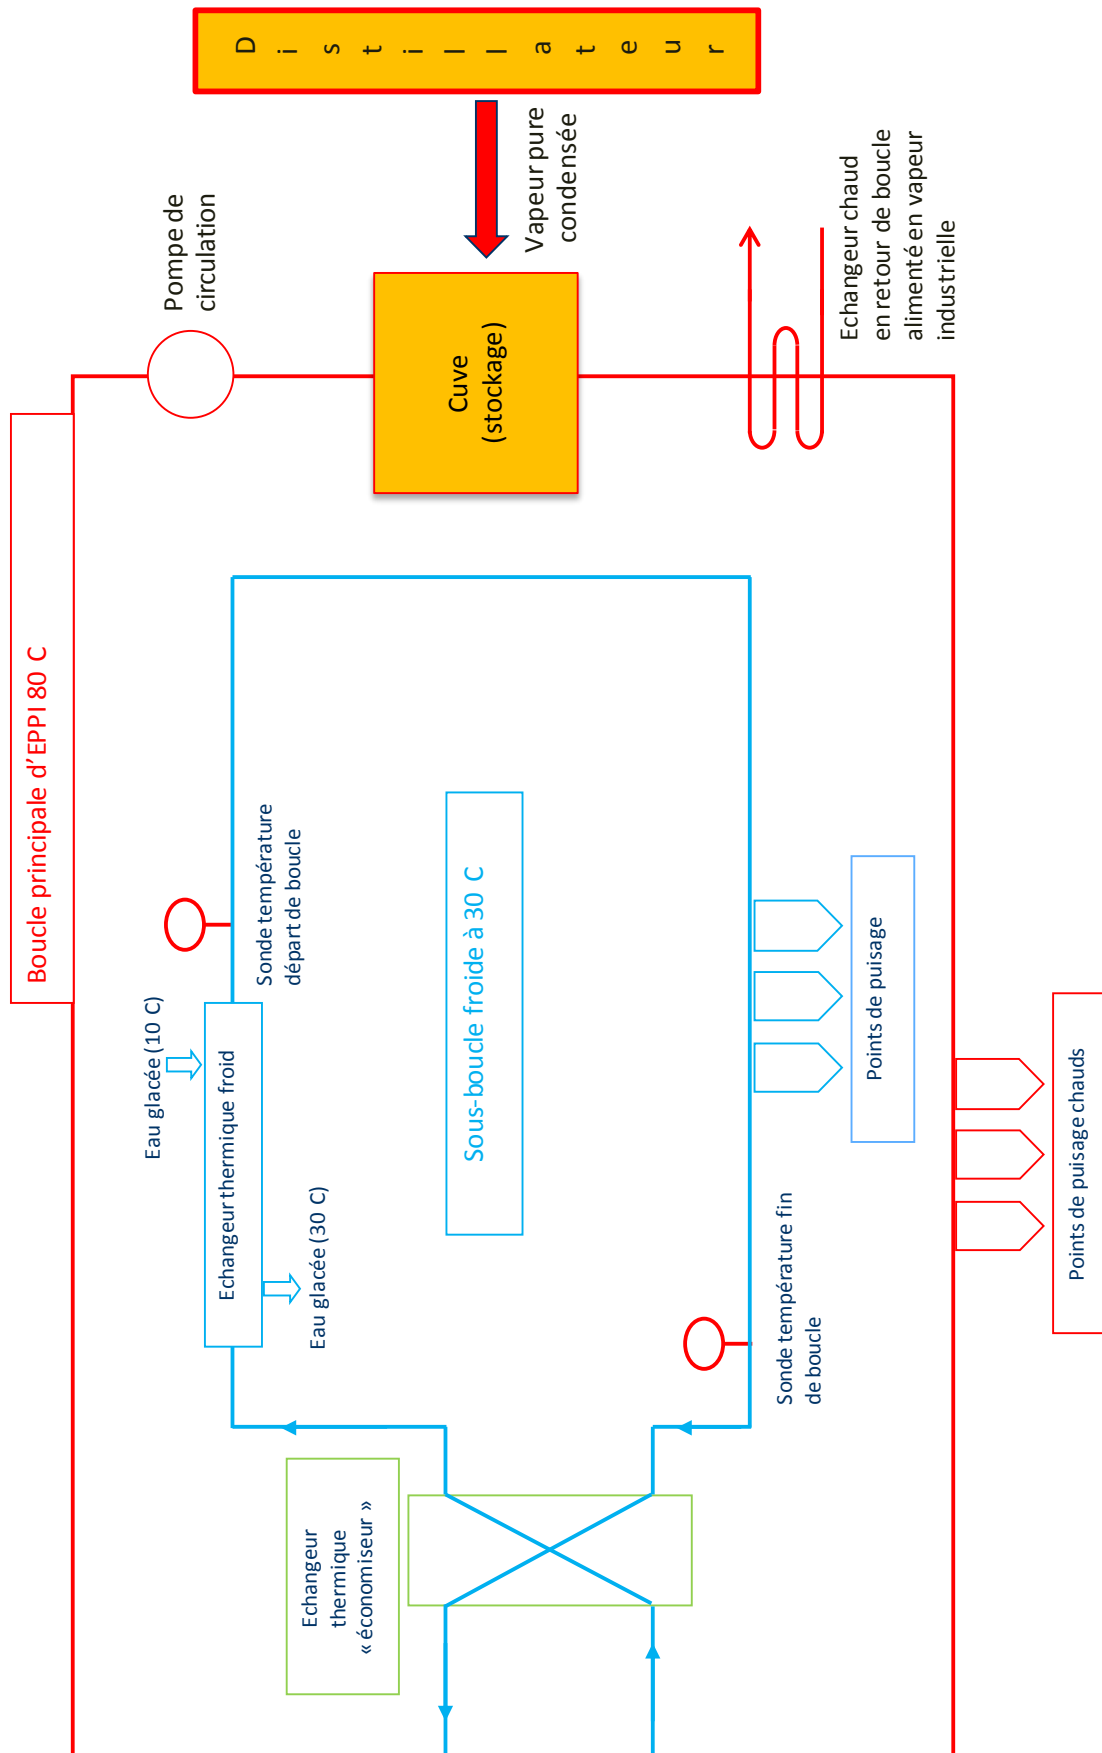 Boucle principale d'EPPI 80 C
Eau glacée (10 C)
Pompe de
circulation
Echangeur thermique froid
Sonde température
départ de boucle
D i s t i l l a t e u r
Eau glacée (30 C)
Echangeur
thermique
« économiseur »
Sous-boucle froide à 30 C
Cuve
(stockage)
Vapeur pure
condensée
Sonde température fin
de boucle
Points de puisage
Echangeur chaud
en retour de boucle
alimenté en vapeur
industrielle
Points de puisage chauds